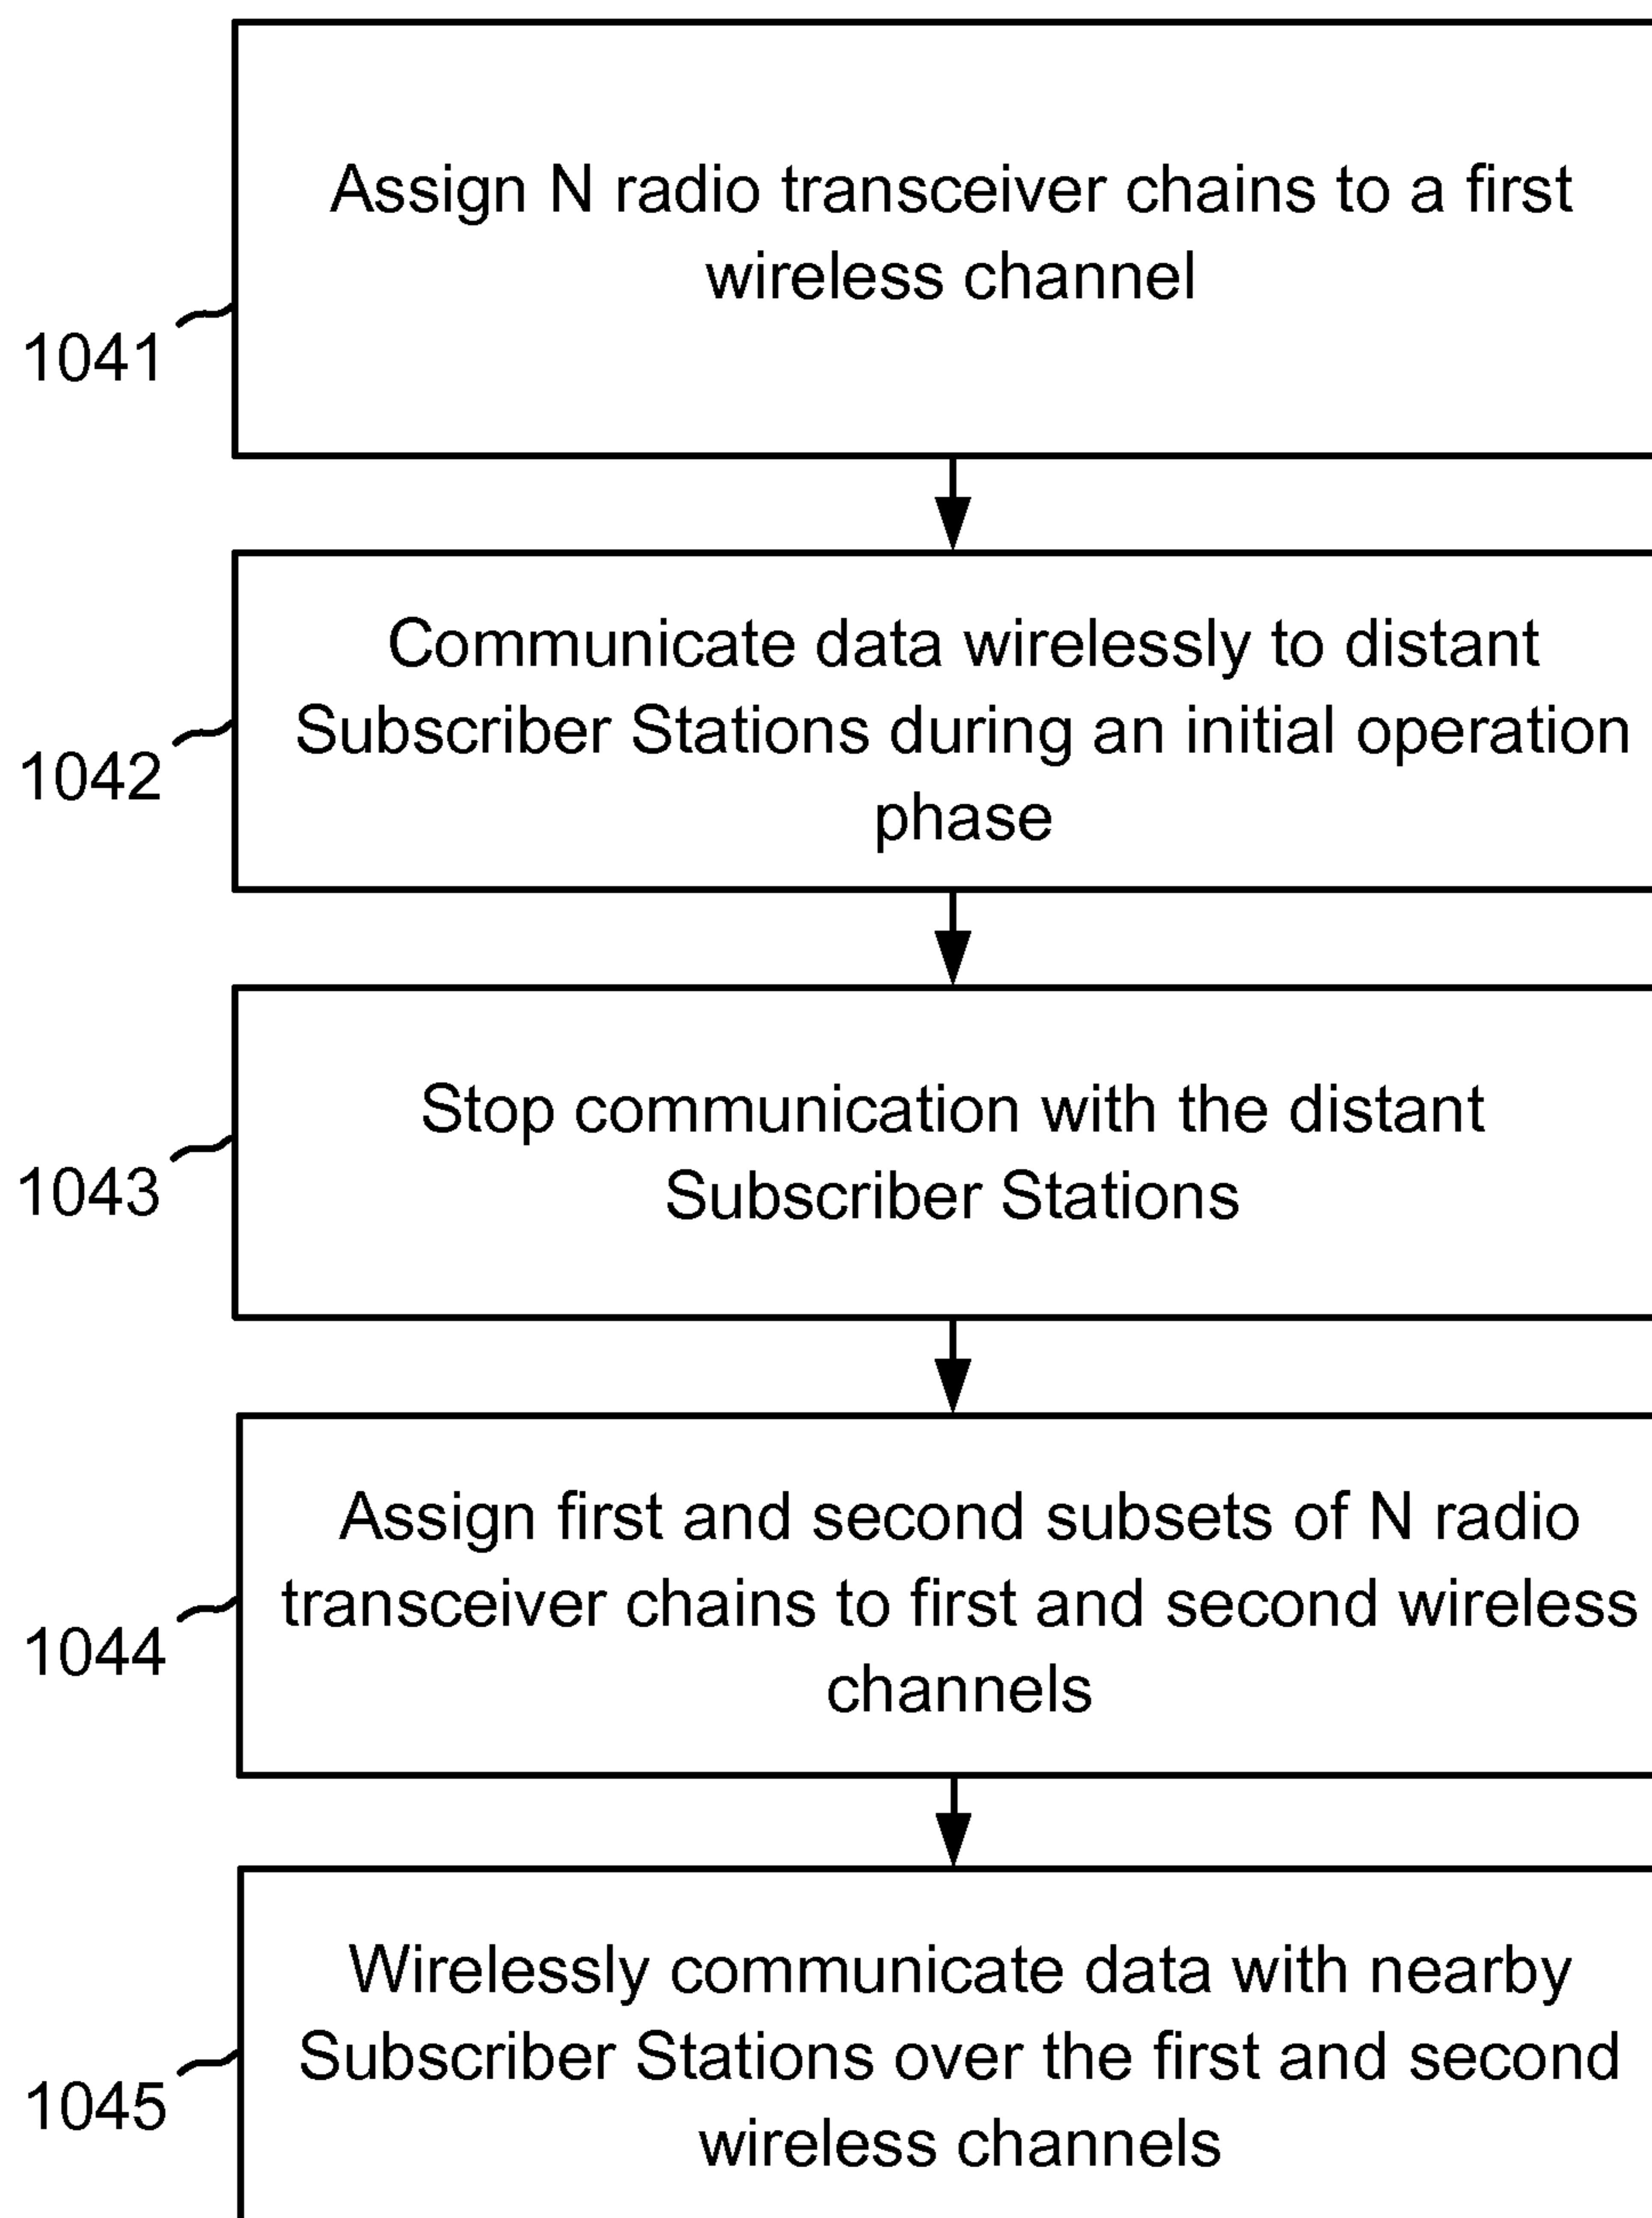 Assign N radio transceiver chains to a first
wireless channel
1041
Communicate data wirelessly to distant
Subscriber Stations during an initial operation
phase
1042
Stop communication with the distant
Subscriber Stations
1043
Assign first and second subsets of N radio
transceiver chains to first and second wireless
channels
1044
Wirelessly communicate data with nearby
Subscriber Stations over the first and second
wireless channels
1045